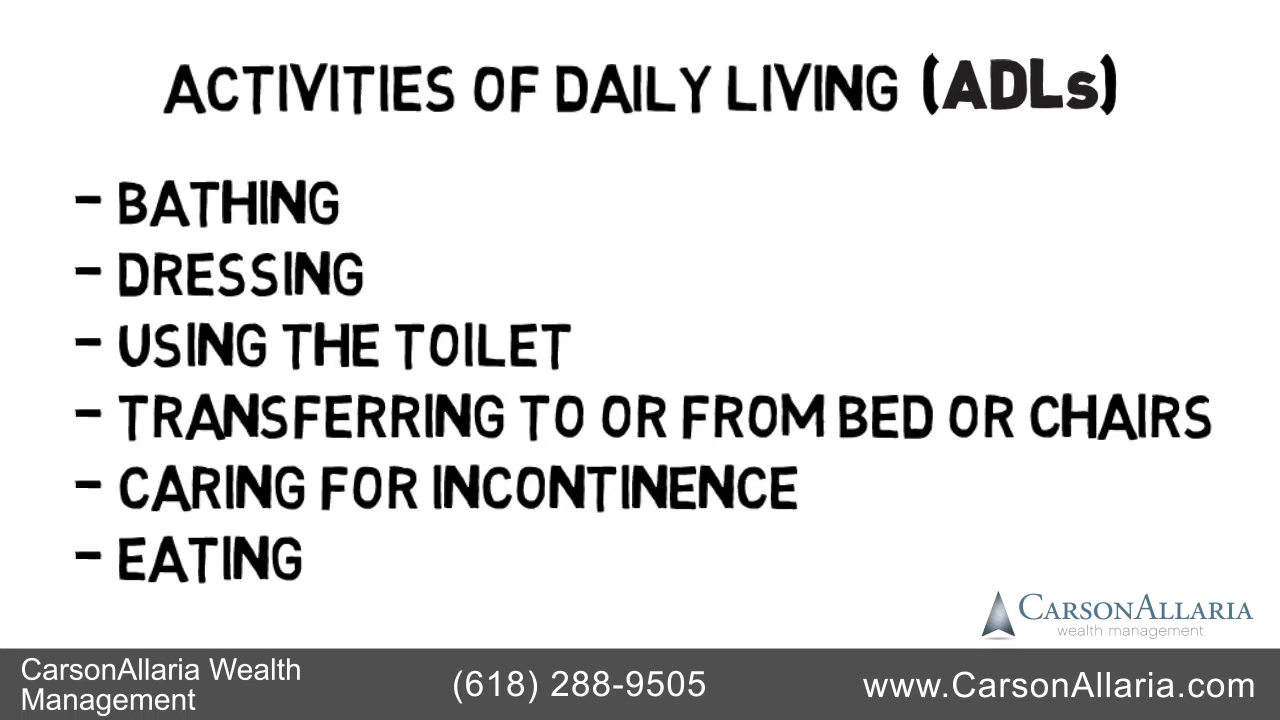 ACTIVITIES OF DAILY LIVING (ADLs)
- BATHING
- DRESSING
- USING THE TOILET
- TRANSFERRING TO OR FROM BED OR CHAIRS
- CARING FOR INCONTINENCE
- EATING
CARSONALLARIA
wealth management
CarsonAllaria Wealth
Management
(618) 288-9505
www.CarsonAllaria.com